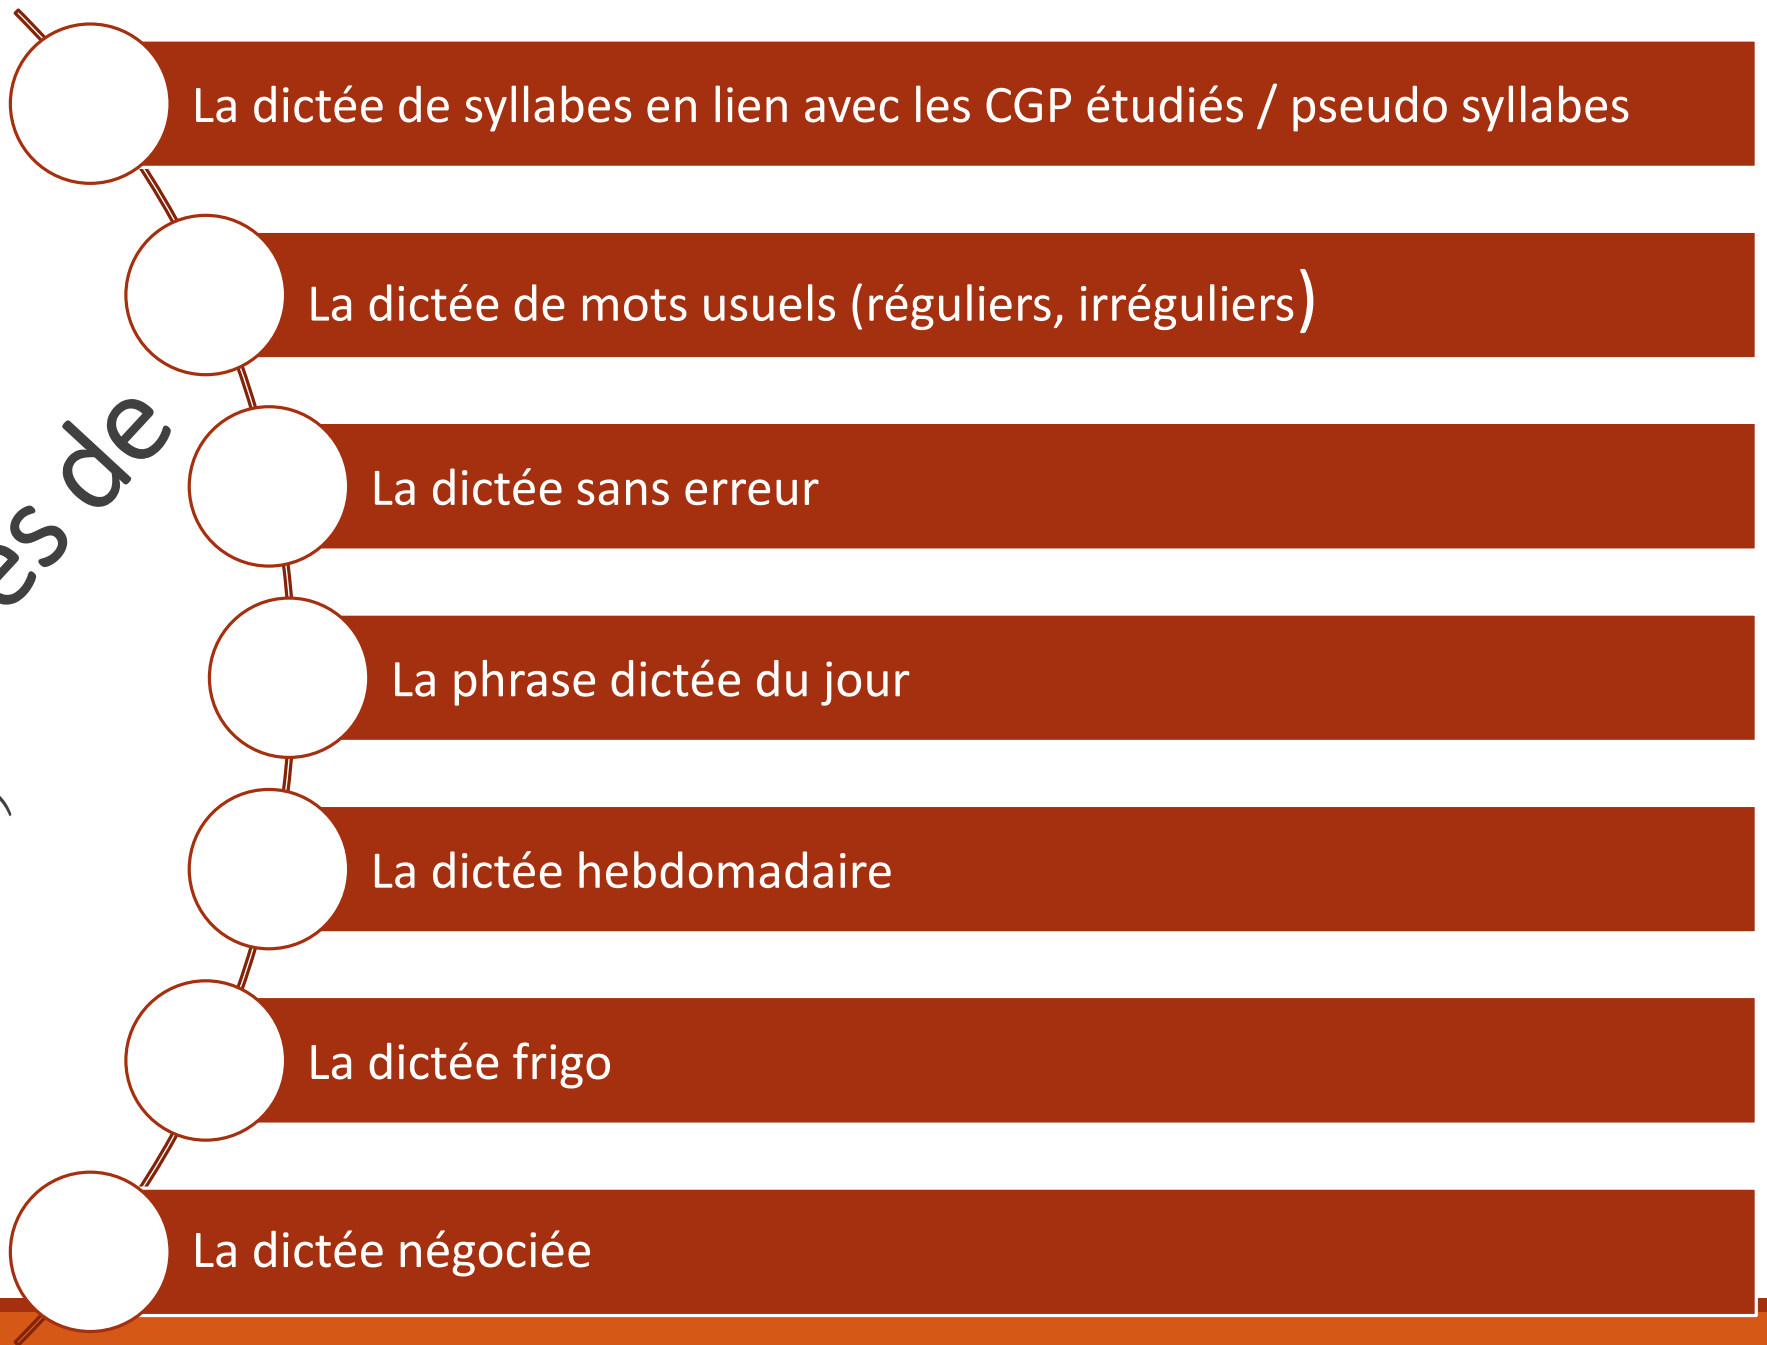 La dictée de syllabes en lien avec les CGP étudiés / pseudo syllabes
La dictée de mots usuels (réguliers, irréguliers)
de
La dictée sans erreur
La phrase dictée du jour
La dictée hebdomadaire
La dictée frigo
La dictée négociée